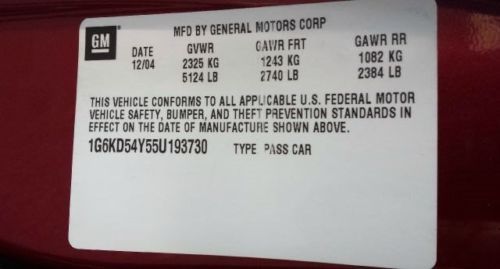 GM
MFD BY GENERAL MOTORS CORP
DATE GVWR GAWR FRT GAWR RR
12/04 2325 KG 1243 KG 1082 KG
5124 LB 2740 LB 2384 LB
THIS VEHICLE CONFORMS TO ALL APPLICABLE U.S. FEDERAL MOTOR
VEHICLE SAFETY, BUMPER, AND THEFT PREVENTION STANDARDS IN
EFFECT ON THE DATE OF MANUFACTURE SHOWN ABOVE.
1G6KD54Y55U193730 TYPE PASS CAR